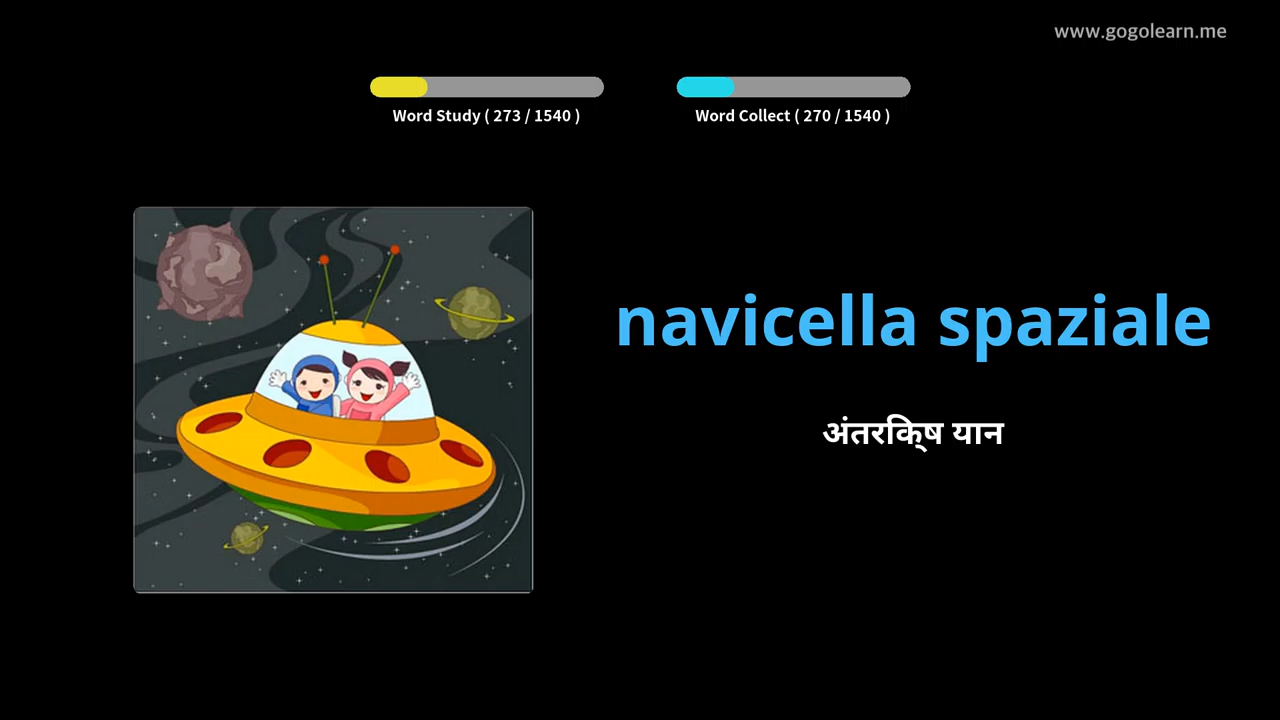 www.gogolearn.me
Word Study ( 273 / 1540 )
Word Collect ( 270 / 1540 )
navicella spaziale
अंतरकि्ष यान